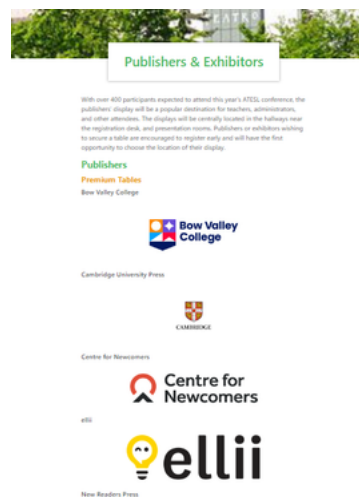 EATRO
Publishers & Exhibitors
With over 400 participants expected to attend this year's ATESL conference, the
publishers' display will be a popular destination for teachers, administrators,
and other attendees. The displays will be centrally located in the hallways near
the registration desk, and presentation rooms. Publishers or exhibitors wishing
to secure a table are encouraged to register early and will have the first
opportunity to choose the location of their display.
Publishers
Premium Tables
Bow Valley College
Bow Valley
College
Cambridge University Press
CAMBRIDGE
Centre for Newcomers
Centre for
Newcomers
ellii
ellii
New Readers Press